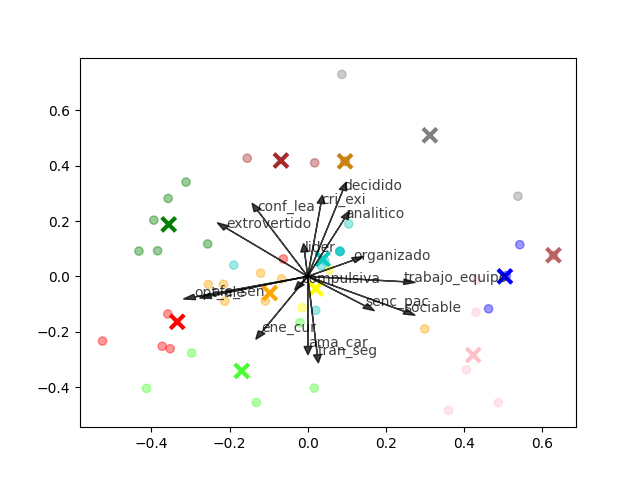 0.6
0.4
0.2
0.0
−0.2
−0.4
decidido
cri_exi
conf_lea
analitico
extrovertido
lider
organizado
trabajo_equipo
impulsiva
senc_pac
sociable
ene_cur
ama_car
tran_seg
−0.4
−0.2
0.0
0.2
0.4
0.6